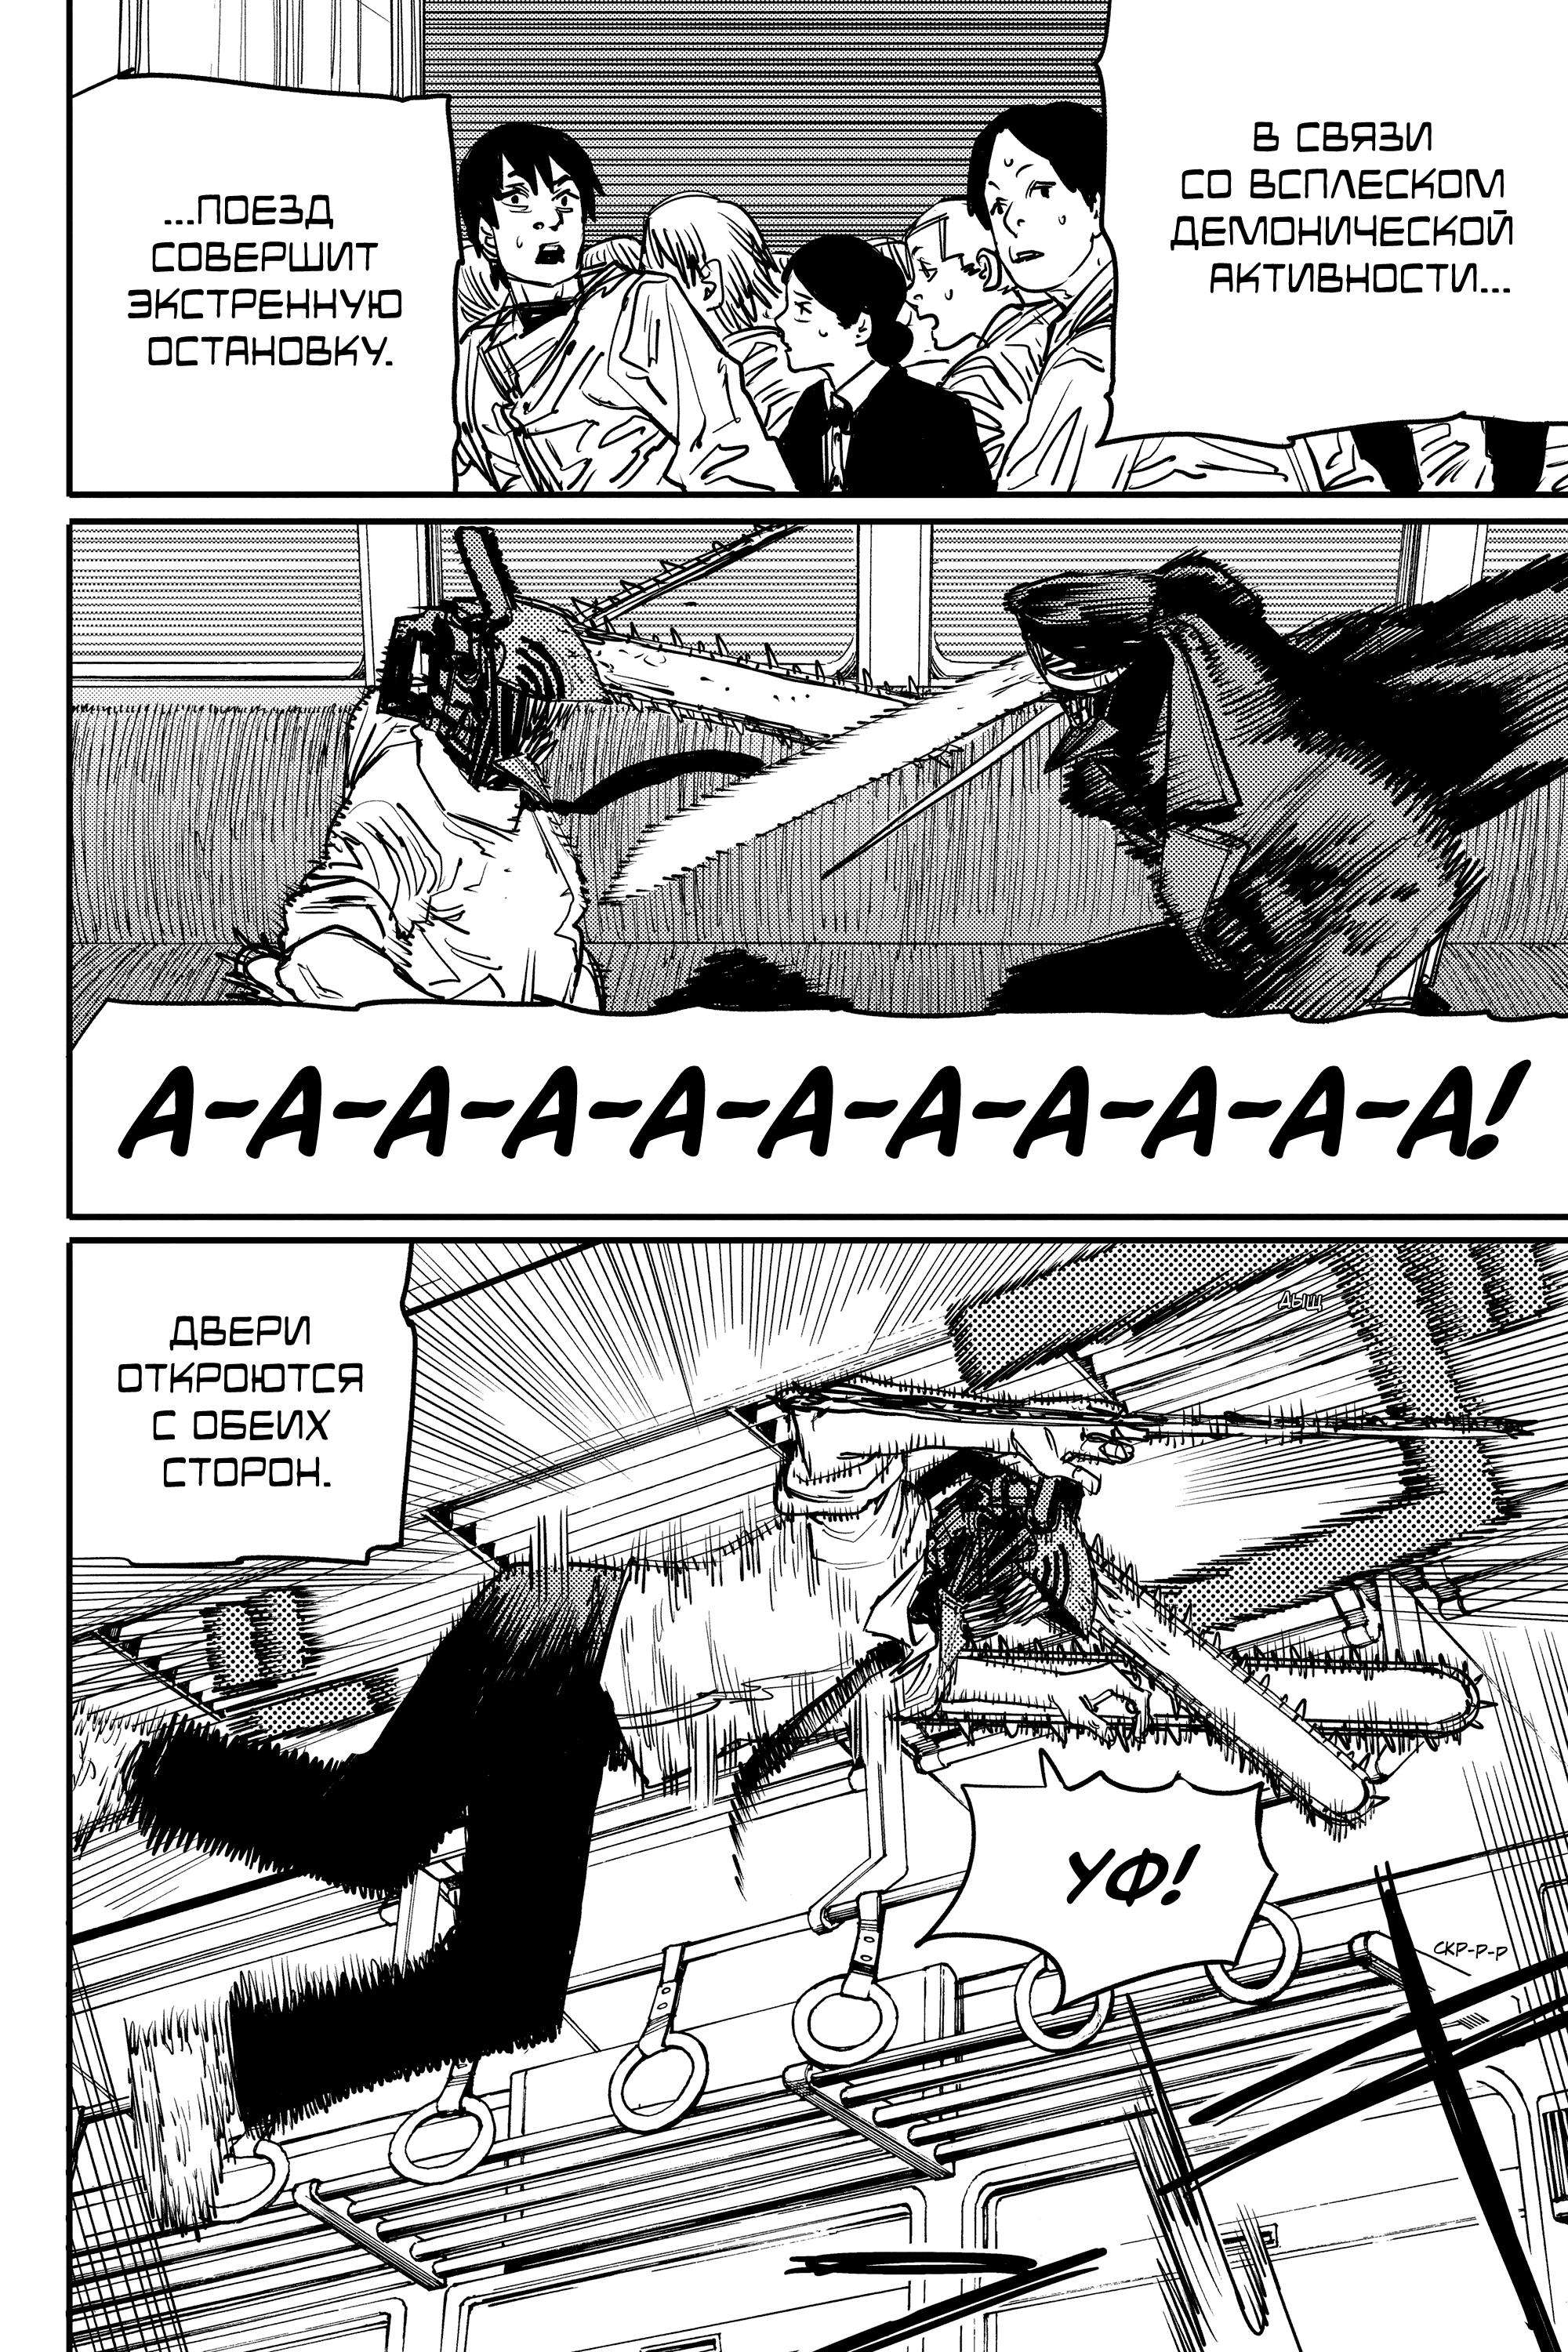 В СВЯЗИ
СО ВСПЛЕСКОМ
ДЕМОНИЧЕСКОЙ
АКТИВНОСТИ...
...ПОЕЗД
СОВЕРШИТ
ЭКСТРЕННУЮ
ОСТАНОВКУ.
А-А-А-А-А-А-А-А-А-А-А!
ДЫЩ
ДВЕРИ
ОТКРОЮТСЯ
С ОБЕИХ
СТОРОН.
УФ!
СКР-Р-Р